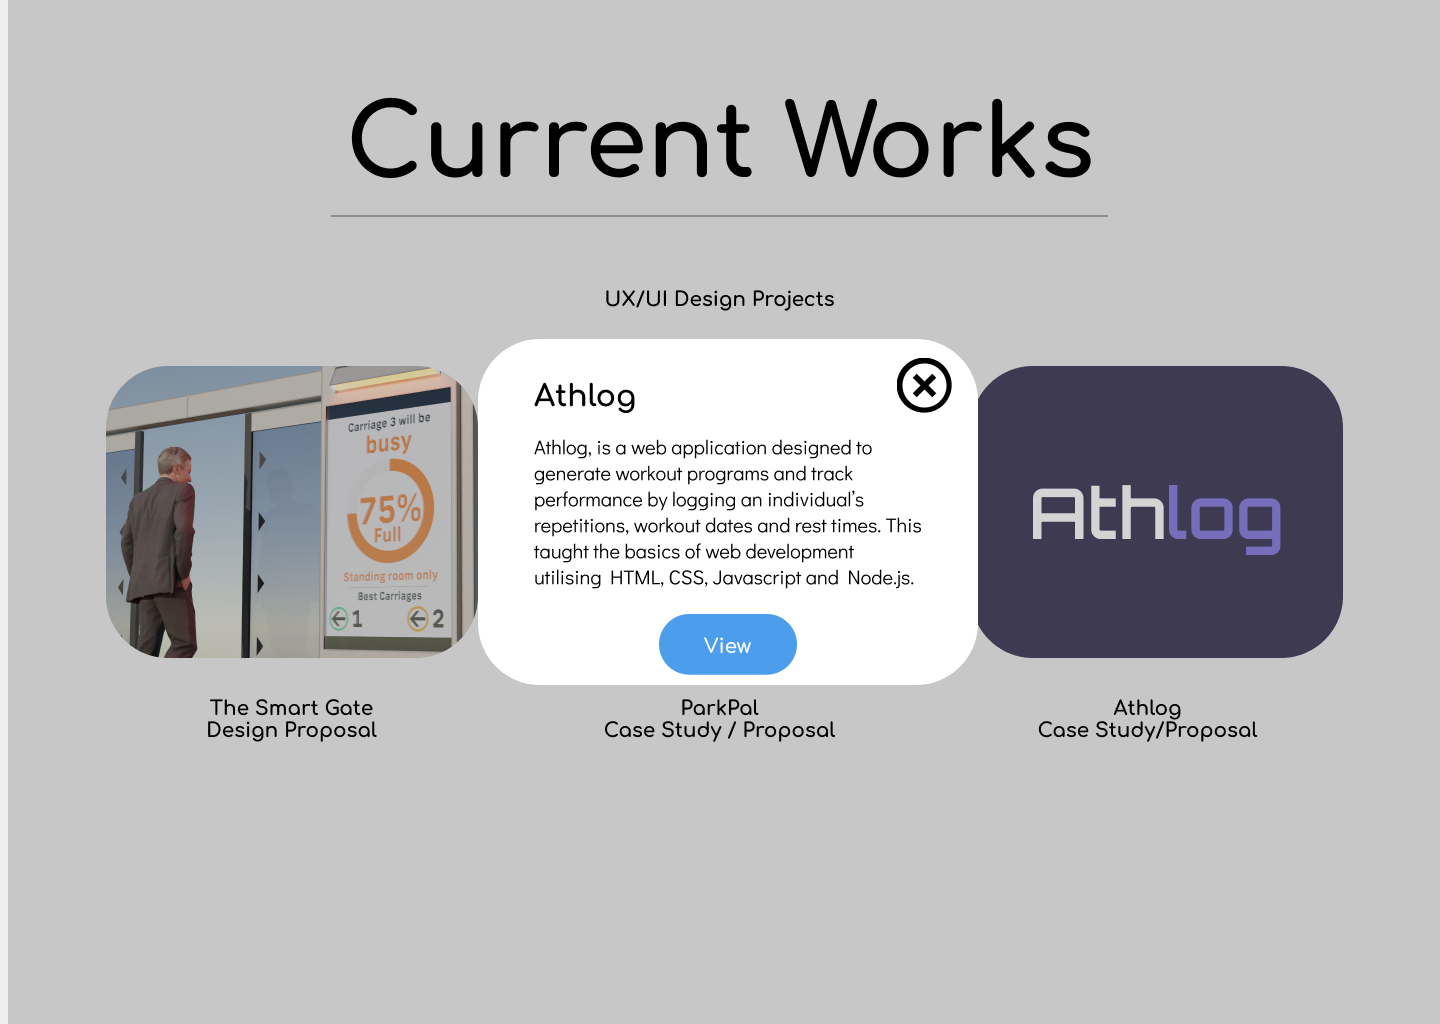 Current Works
UX/UI Design Projects
Carriage 3 will be
busy
75%
Full
Standing room only
Best Carriages
1 2
Athlog
Athlog, is a web application designed to
generate workout programs and track
performance by logging an individual’s
repetitions, workout dates and rest times. This
taught the basics of web development
utilising  HTML, CSS, Javascript and  Node.js.
View
Athlog
The Smart Gate
Design Proposal
ParkPal
Case Study / Proposal
Athlog
Case Study/Proposal